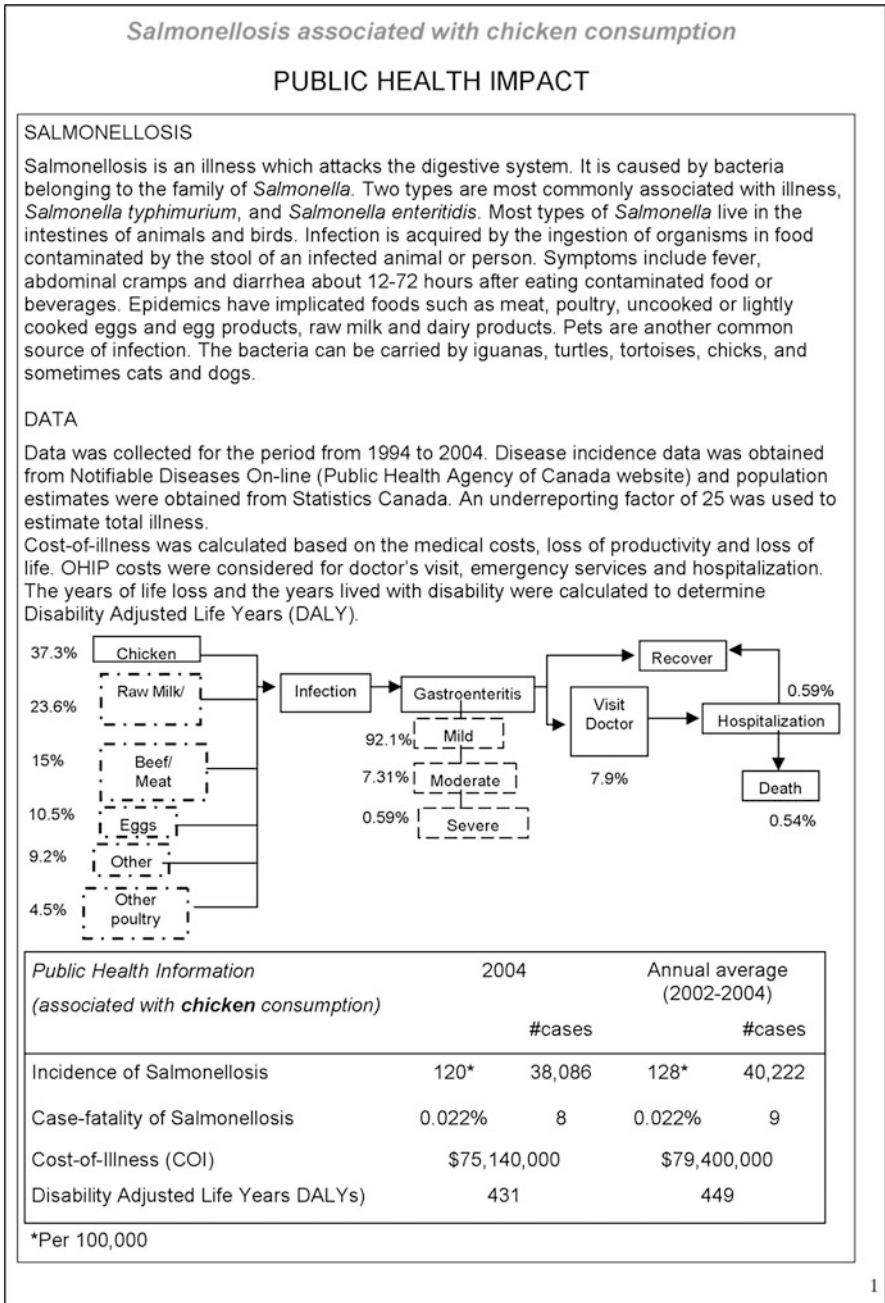 Salmonellosis associated with chicken consumption
PUBLIC HEALTH IMPACT
SALMONELLOSIS
Salmonellosis is an illness which attacks the digestive system. It is caused by bacteria
belonging to the family of Salmonella. Two types are most commonly associated with illness,
Salmonella typhimurium, and Salmonella enteritidis. Most types of Salmonella live in the
intestines of animals and birds. Infection is acquired by the ingestion of organisms in food
contaminated by the stool of an infected animal or person. Symptoms include fever,
abdominal cramps and diarrhea about 12-72 hours after eating contaminated food or
beverages. Epidemics have implicated foods such as meat, poultry, uncooked or lightly
cooked eggs and egg products, raw milk and dairy products. Pets are another common
source of infection. The bacteria can be carried by iguanas, turtles, tortoises, chicks, and
sometimes cats and dogs.
DATA
Data was collected for the period from 1994 to 2004. Disease incidence data was obtained
from Notifiable Diseases On-line (Public Health Agency of Canada website) and population
estimates were obtained from Statistics Canada. An underreporting factor of 25 was used to
estimate total illness.
Cost-of-illness was calculated based on the medical costs, loss of productivity and loss of
life. OHIP costs were considered for doctor's visit, emergency services and hospitalization.
The years of life loss and the years lived with disability were calculated to determine
Disability Adjusted Life Years (DALY).
37.3% Chicken
23.6% Raw Milk/
15% Beef/
Meat
10.5% Eggs
9.2% Other
4.5% Other
poultry
Infection
Gastroenteritis
92.1% Mild
7.31% Moderate
0.59% Severe
Recover
Visit
Doctor
7.9%
0.59%
Hospitalization
Death
0.54%
Public Health Information 2004 Annual average
(associated with chicken consumption) (2002-2004)
#cases #cases
Incidence of Salmonellosis 120* 38,086 128* 40,222
Case-fatality of Salmonellosis 0.022% 8 0.022% 9
Cost-of-Illness (COI) $75,140,000 $79,400,000
Disability Adjusted Life Years DALYs) 431 449
*Per 100,000
1